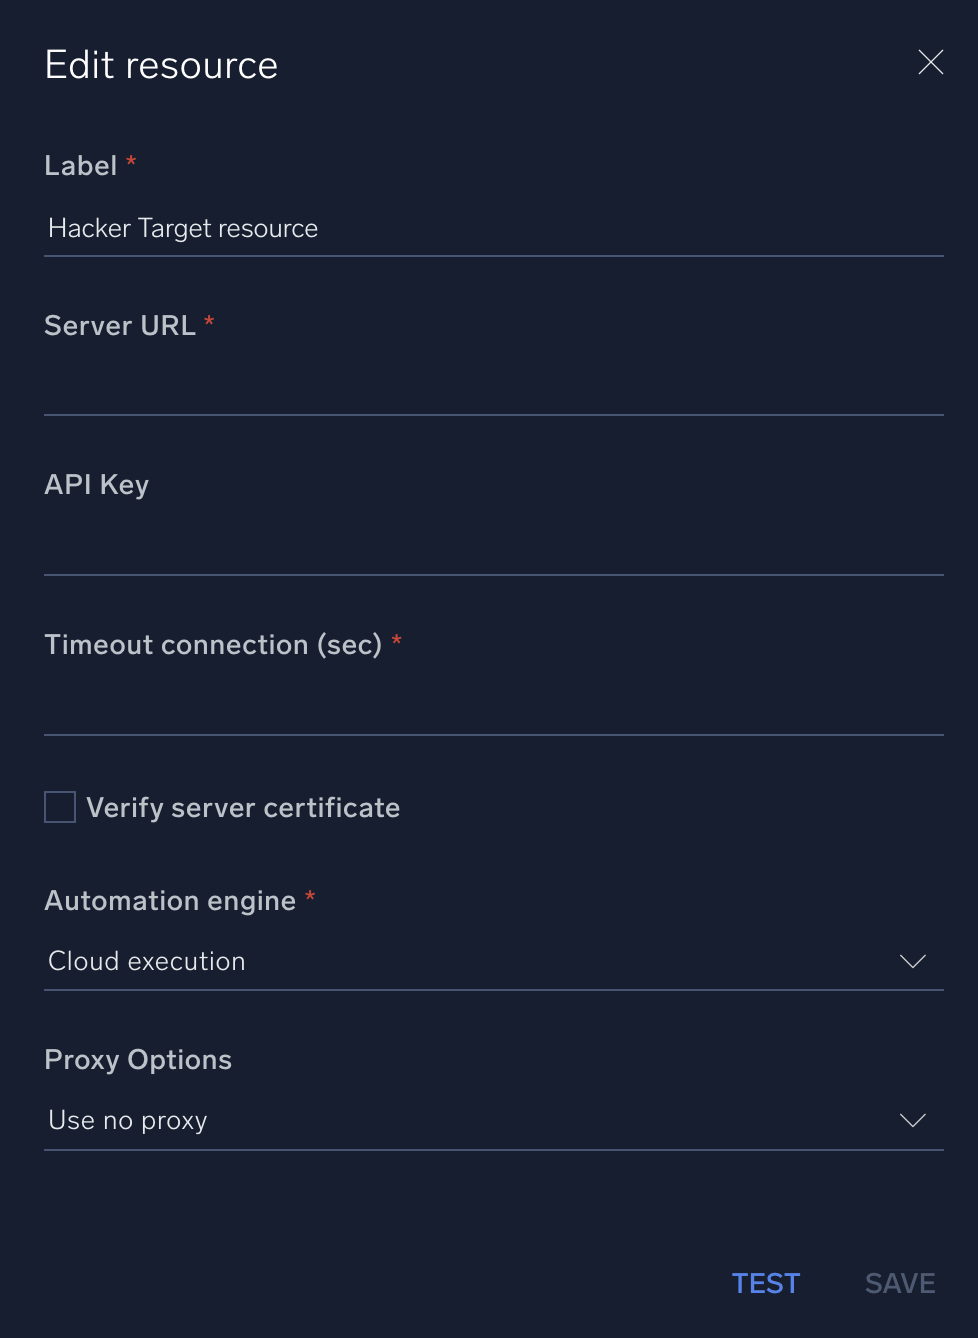 Edit resource
Label *
Hacker Target resource
Server URL *
API Key
Timeout connection (sec) *
Verify server certificate
Automation engine *
Cloud execution
Proxy Options
Use no proxy
TEST SAVE